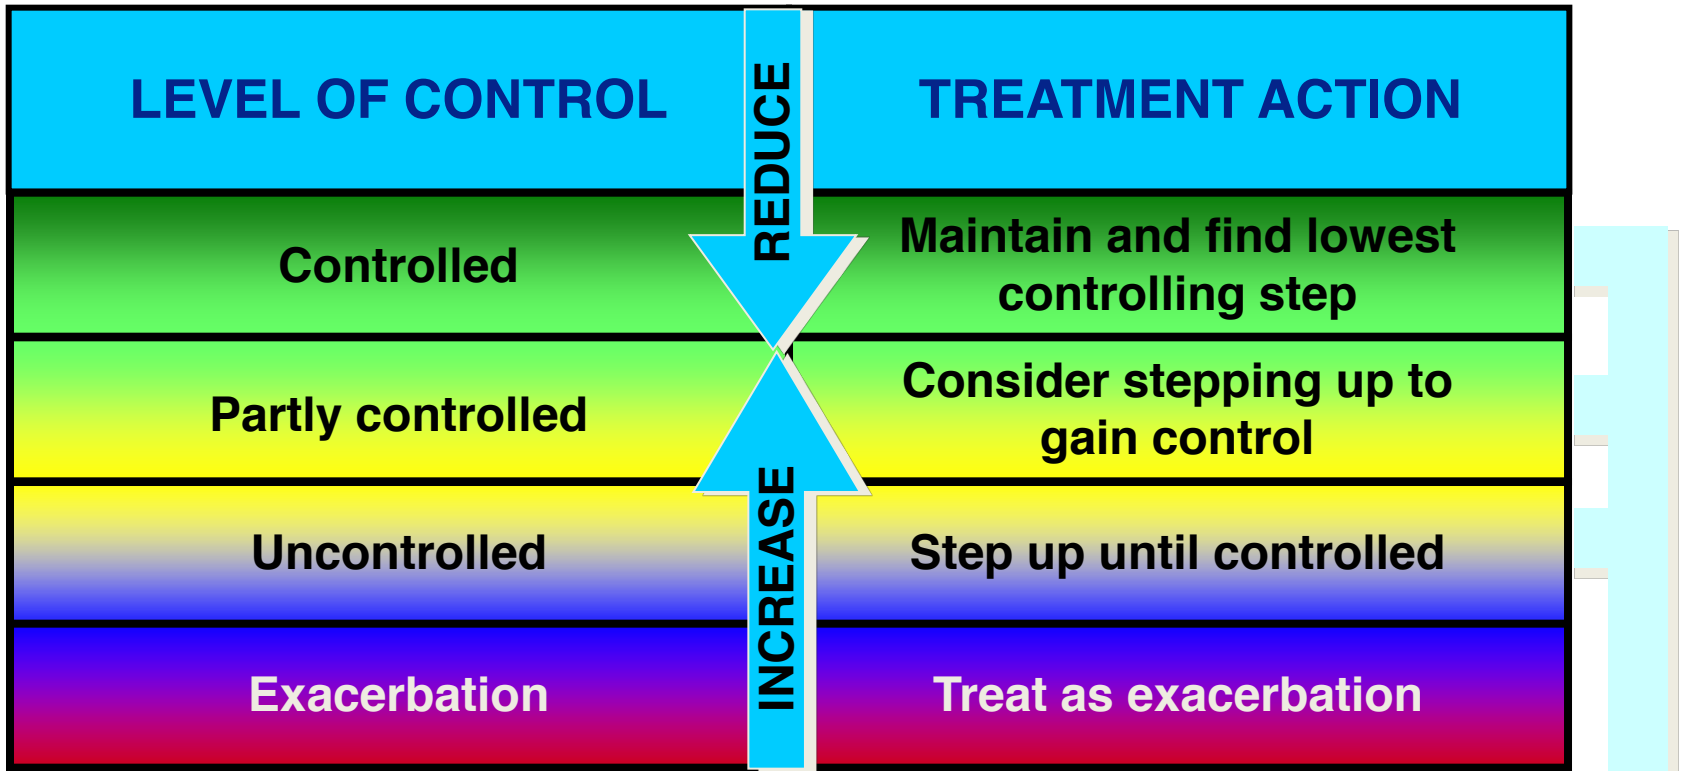 LEVEL OF CONTROL
REDUCE
TREATMENT ACTION
Controlled
Maintain and find lowest
controlling step
Partly controlled
Consider stepping up to
gain control
INCREASE
Uncontrolled
Step up until controlled
Exacerbation
Treat as exacerbation